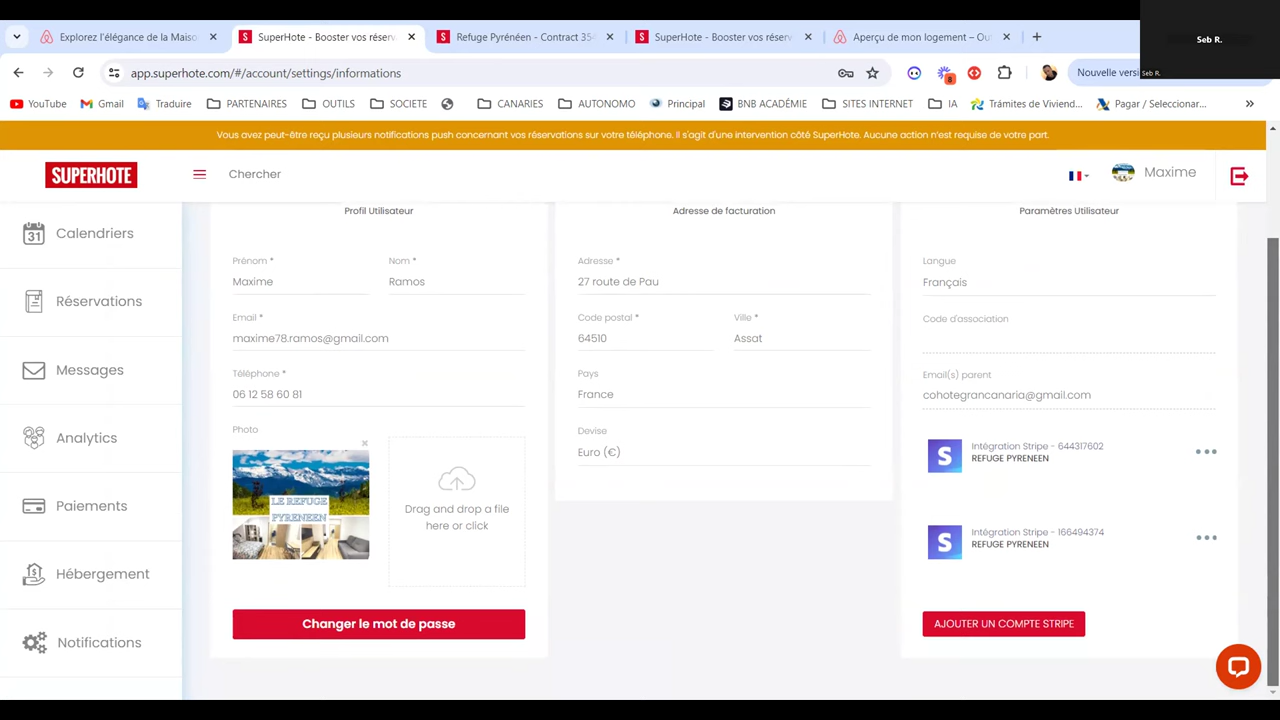 Explorez l'élégance de la Maiso
SuperHote - Booster vos réserv
Refuge Pyrénéen - Contract 354
SuperHote - Booster vos réserv
Aperçu de mon logement – Ou
Seb R.
app.superhote.com/#/account/settings/informations
8
Nouvelle versi
Seb R.
YouTube
Gmail
Traduire
PARTENAIRES
OUTILS
SOCIETE
CANARIES
AUTONOMO
Principal
BNB ACADÉMIE
SITES INTERNET
IA
Trámites de Viviend...
Pagar / Seleccionar...
Vous avez peut-être reçu plusieurs notifications push concernant vos réservations sur votre téléphone. Il s'agit d'une intervention côté SuperHote. Aucune action n'est requise de votre part.
SUPERHOTE
Chercher
Maxime
31
Calendriers
Réservations
Messages
Analytics
Paiements
Hébergement
Notifications
Profil Utilisateur
Prénom *
Nom *
Maxime
Ramos
Email *
maxime78.ramos@gmail.com
Téléphone *
06 12 58 60 81
Photo
LE REFUGE
PYRENEEN
Drag and drop a file
here or click
Changer le mot de passe
Adresse de facturation
Adresse *
27 route de Pau
Code postal *
Ville *
64510
Assat
Pays
France
Devise
Euro (€)
Paramètres Utilisateur
Langue
Français
Code d'association
Email(s) parent
cohotegrancanaria@gmail.com
S
Intégration Stripe - 644317602
REFUGE PYRENEEN
S
Intégration Stripe - 166494374
REFUGE PYRENEEN
AJOUTER UN COMPTE STRIPE